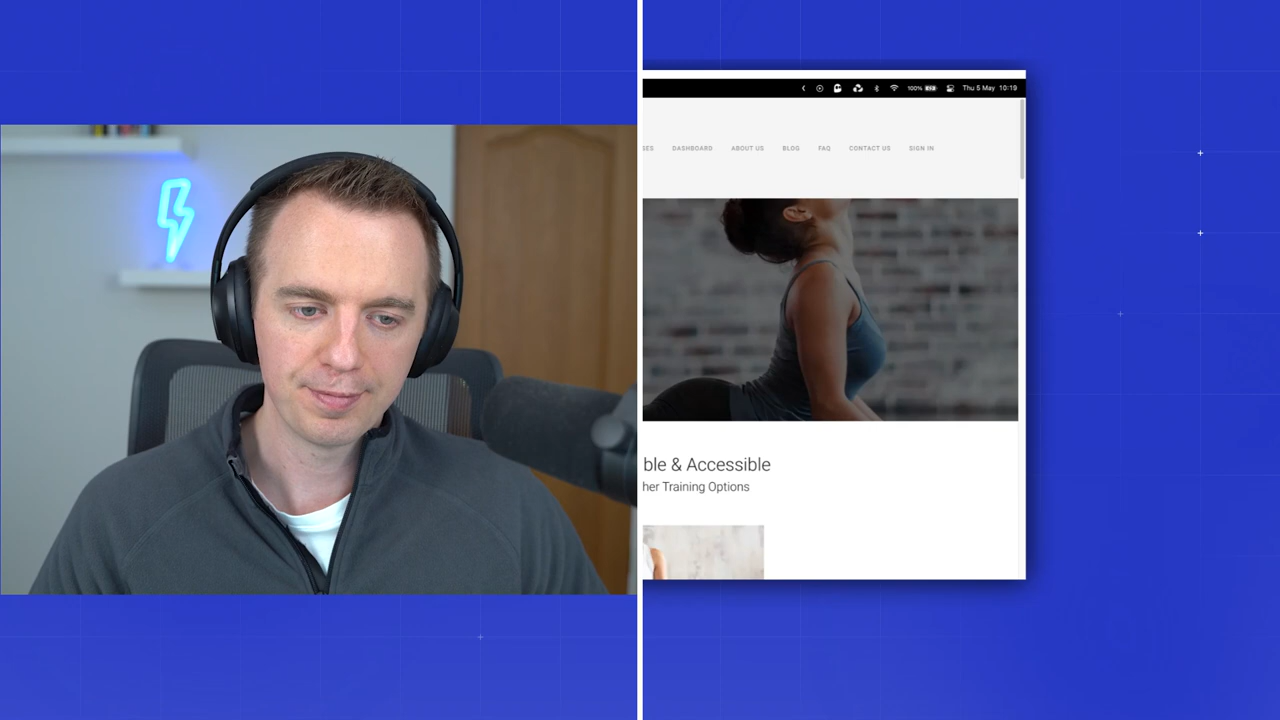 100% Thu 5 May 10:19
SES DASHBOARD ABOUT US BLOG FAQ CONTACT US SIGN IN
ble & Accessible
her Training Options